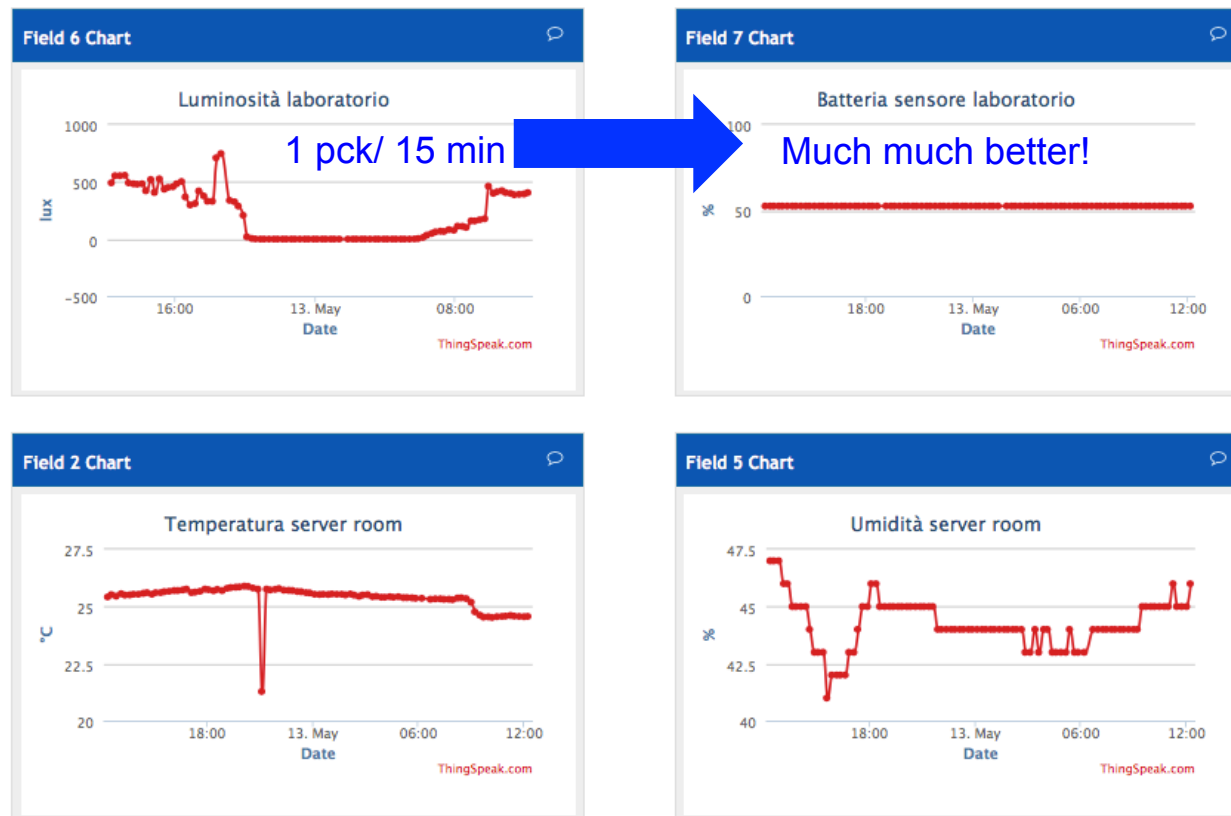 Field 6 Chart
Luminosità laboratorio
1000
500
0
-500
lux
16:00
13. May
08:00
Date
ThingSpeak.com
1 pck/ 15 min
Field 7 Chart
Batteria sensore laboratorio
Much much better!
100
50
0
%
18:00
13. May
06:00
12:00
Date
ThingSpeak.com
Field 2 Chart
Temperatura server room
27.5
25
22.5
20
°C
18:00
13. May
06:00
12:00
Date
ThingSpeak.com
Field 5 Chart
Umidità server room
47.5
45
42.5
40
%
18:00
13. May
06:00
12:00
Date
ThingSpeak.com